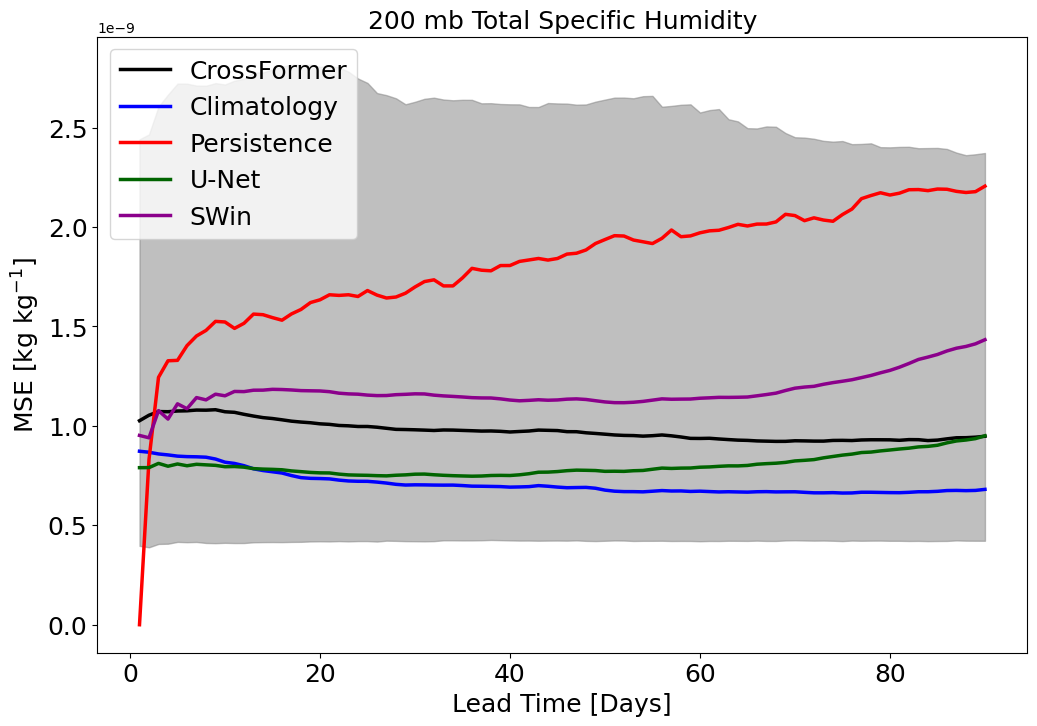 200 mb Total Specific Humidity
1e−9
CrossFormer
Climatology
Persistence
U-Net
SWin
2.5
2.0
1.5
1.0
0.5
0.0
MSE [kg kg⁻¹]
0 20 40 60 80
Lead Time [Days]